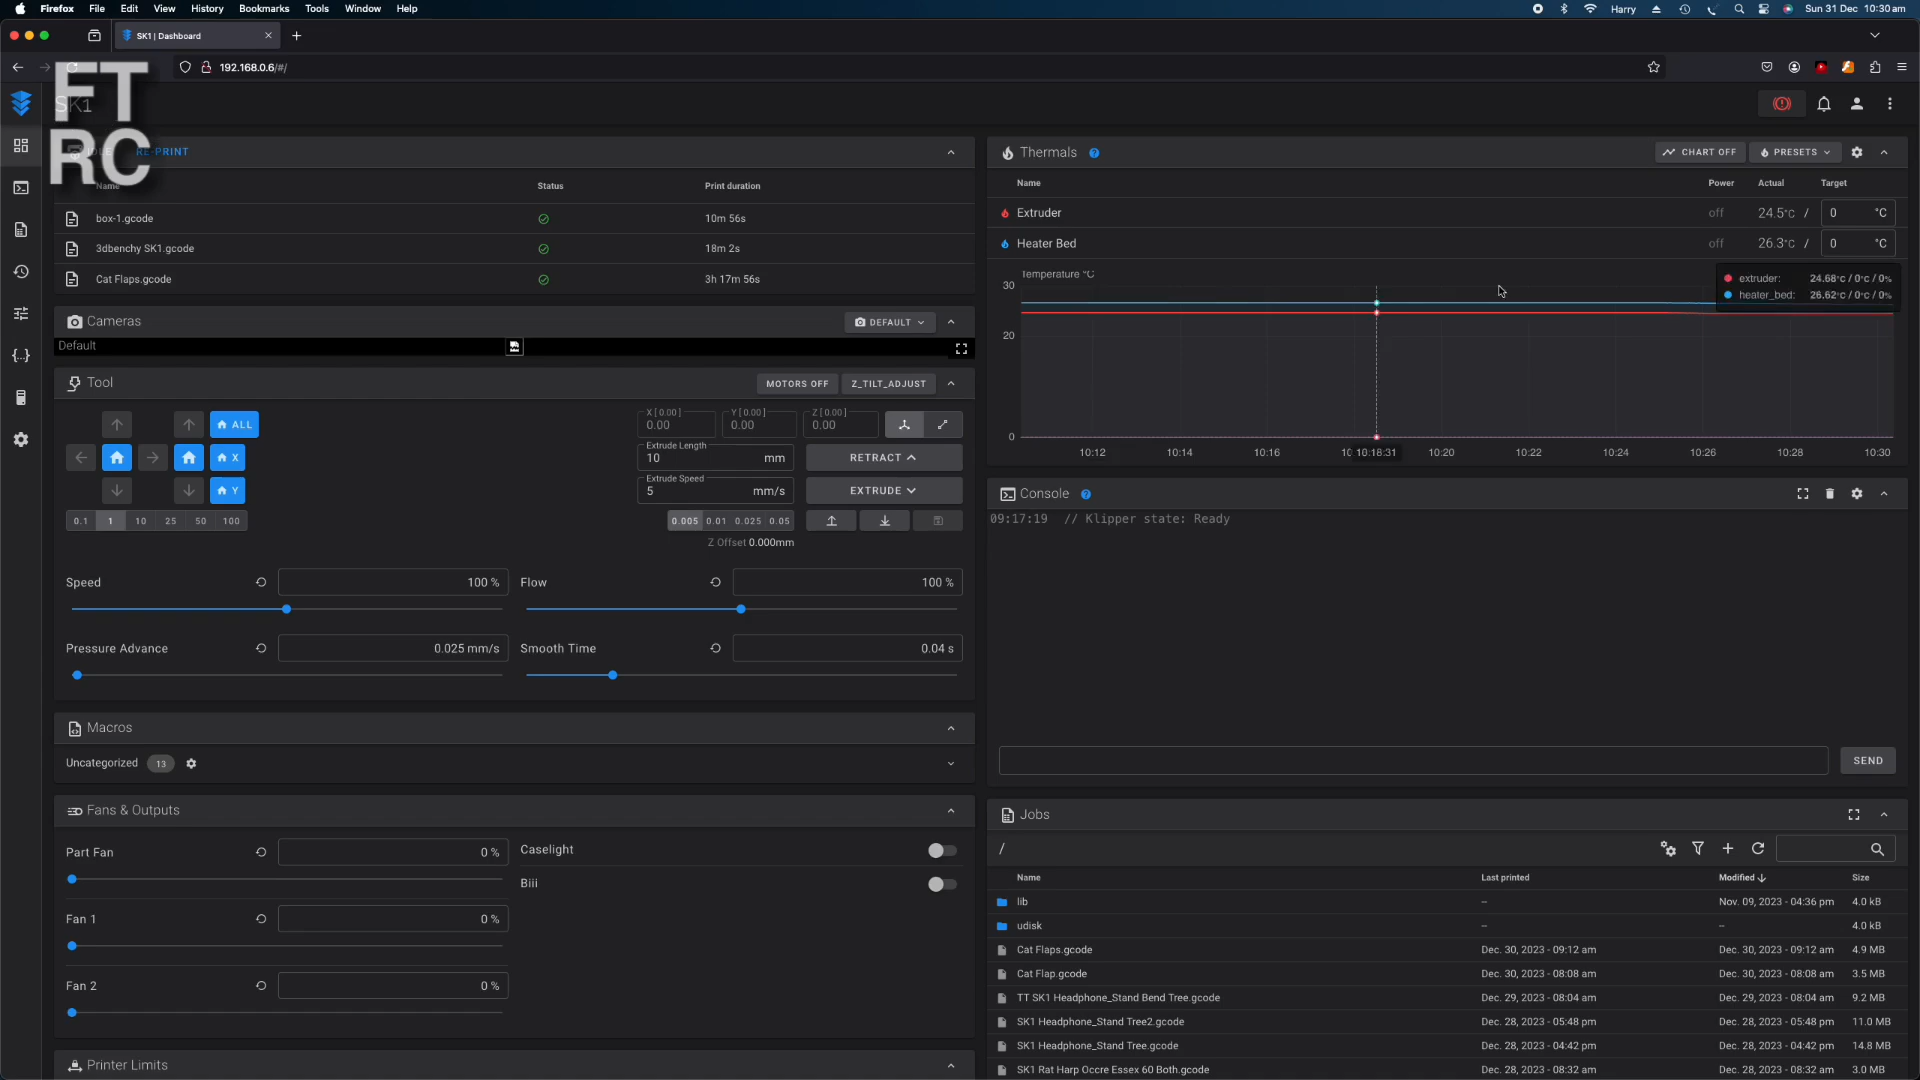 Firefox File Edit View History Bookmarks Tools Window Help
Harry Sun 31 Dec 10:30 am
SK1 | Dashboard
192.168.0.6/#/
FT
RC
SK1
RE-PRINT
Name Status Print duration
box-1.gcode 10m 56s
3dbenchy SK1.gcode 18m 2s
Cat Flaps.gcode 3h 17m 56s
Cameras DEFAULT
Default
Tool MOTORS OFF Z_TILT_ADJUST
ALL
X
Y
0.1 1 10 25 50 100
X [ 0.00 ] Y [ 0.00 ] Z [ 0.00 ]
0.00 0.00 0.00
Extrude Length
10 mm RETRACT
Extrude Speed
5 mm/s EXTRUDE
0.005 0.01 0.025 0.05
Z Offset 0.000mm
Speed 100 % Flow 100 %
Pressure Advance 0.025 mm/s Smooth Time 0.04 s
Macros
Uncategorized 13
Fans & Outputs
Part Fan 0 % Caselight
Biii
Fan 1 0 %
Fan 2 0 %
Printer Limits
Thermals CHART OFF PRESETS
Name Power Actual Target
Extruder off 24.5°C / 0 °C
Heater Bed off 26.3°C / 0 °C
Temperature °C
extruder: 24.68°C / 0°C / 0%
heater_bed: 26.62°C / 0°C / 0%
30
20
0
10:12 10:14 10:16 10:18:31 10:20 10:22 10:24 10:26 10:28 10:30
Console
09:17:19 // Klipper state: Ready
SEND
Jobs
/
Name Last printed Modified Size
lib -- Nov. 09, 2023 - 04:36 pm 4.0 kB
udisk -- -- 4.0 kB
Cat Flaps.gcode Dec. 30, 2023 - 09:12 am Dec. 30, 2023 - 09:12 am 4.9 MB
Cat Flap.gcode Dec. 30, 2023 - 08:08 am Dec. 30, 2023 - 08:08 am 3.5 MB
TT SK1 Headphone_Stand Bend Tree.gcode Dec. 29, 2023 - 08:04 am Dec. 29, 2023 - 08:04 am 9.2 MB
SK1 Headphone_Stand Tree2.gcode Dec. 28, 2023 - 05:48 pm Dec. 28, 2023 - 05:48 pm 11.0 MB
SK1 Headphone_Stand Tree.gcode Dec. 28, 2023 - 04:42 pm Dec. 28, 2023 - 04:42 pm 14.8 MB
SK1 Rat Harp Occre Essex 60 Both.gcode Dec. 28, 2023 - 08:32 am Dec. 28, 2023 - 08:32 am 3.0 MB